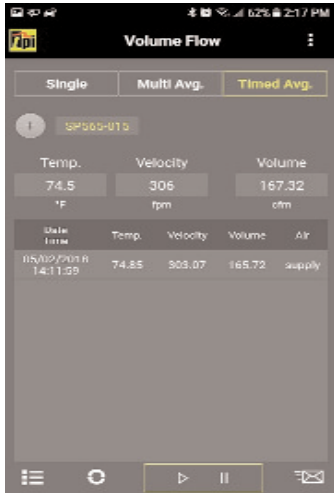 62% 2:17 PM
TPI Volume Flow
Single Multi Avg. Timed Avg.
SP565-015
Temp. Velocity Volume
74.5 306 167.32
°F fpm cfm
Date
Time Temp. Velocity Volume Air
05/02/2018
14:11:59 74.85 303.07 165.72 supply